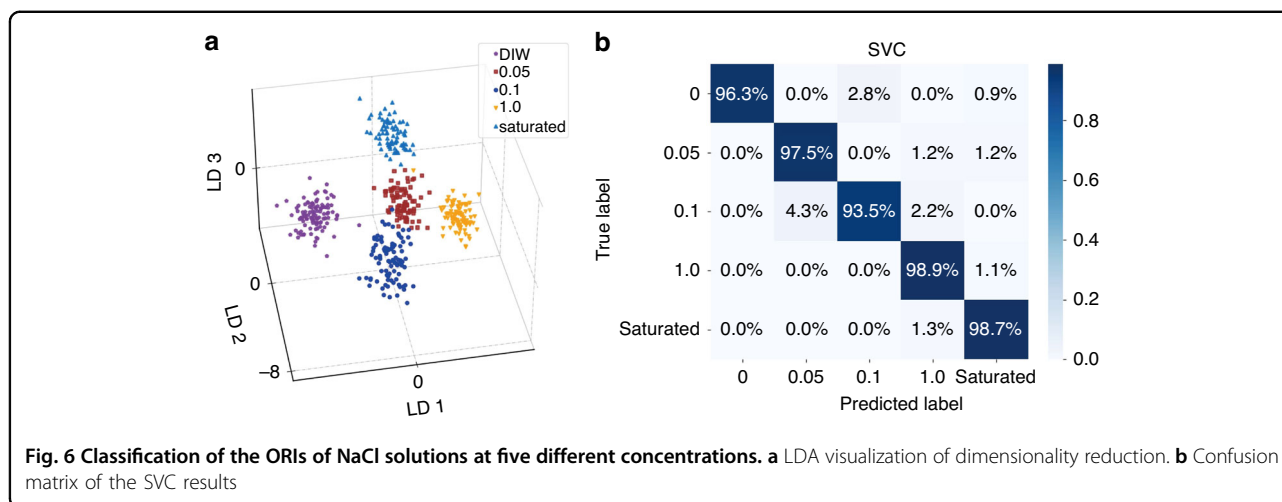 a
DIW
0.05
0.1
1.0
saturated
LD 3
0
0
LD 2
−8
0
LD 1
b
SVC
True label
0 96.3% 0.0% 2.8% 0.0% 0.9%
0.05 0.0% 97.5% 0.0% 1.2% 1.2%
0.1 0.0% 4.3% 93.5% 2.2% 0.0%
1.0 0.0% 0.0% 0.0% 98.9% 1.1%
Saturated 0.0% 0.0% 0.0% 1.3% 98.7%
0 0.05 0.1 1.0 Saturated
Predicted label
0.8
0.6
0.4
0.2
0.0
Fig. 6 Classification of the ORIs of NaCl solutions at five different concentrations. a LDA visualization of dimensionality reduction. b Confusion
matrix of the SVC results